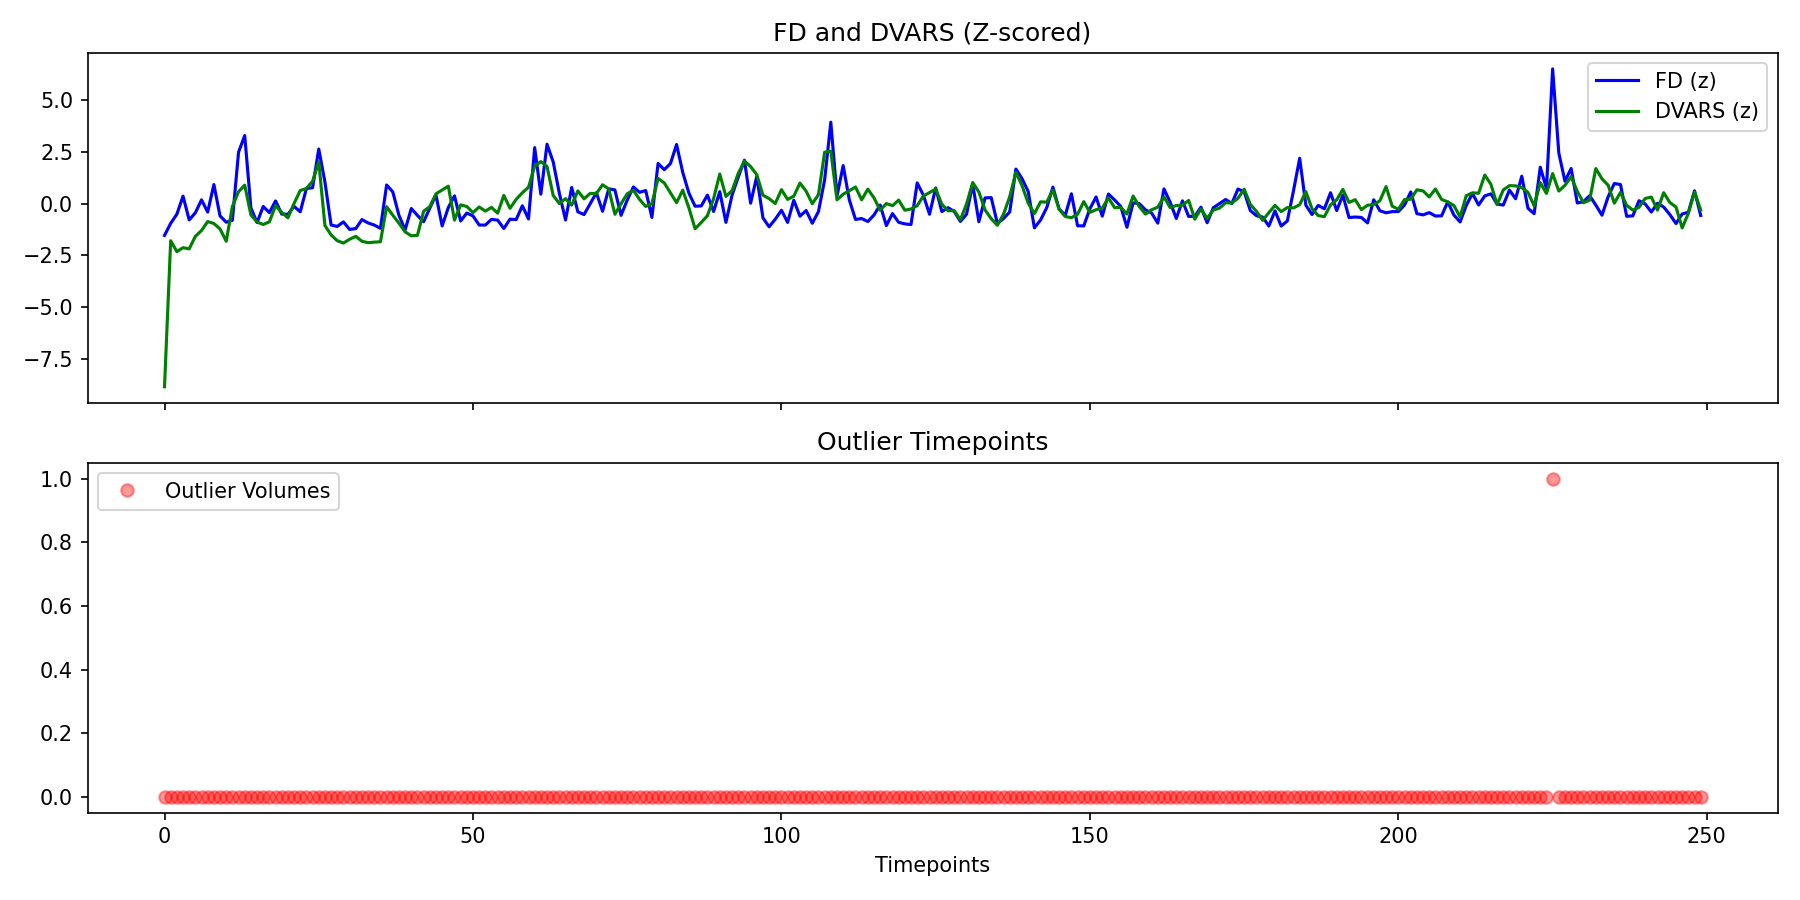 FD and DVARS (Z-scored)
5.0
2.5
0.0
−2.5
−5.0
−7.5
FD (z)
DVARS (z)
Outlier Timepoints
1.0
0.8
0.6
0.4
0.2
0.0
Outlier Volumes
0 50 100 150 200 250
Timepoints